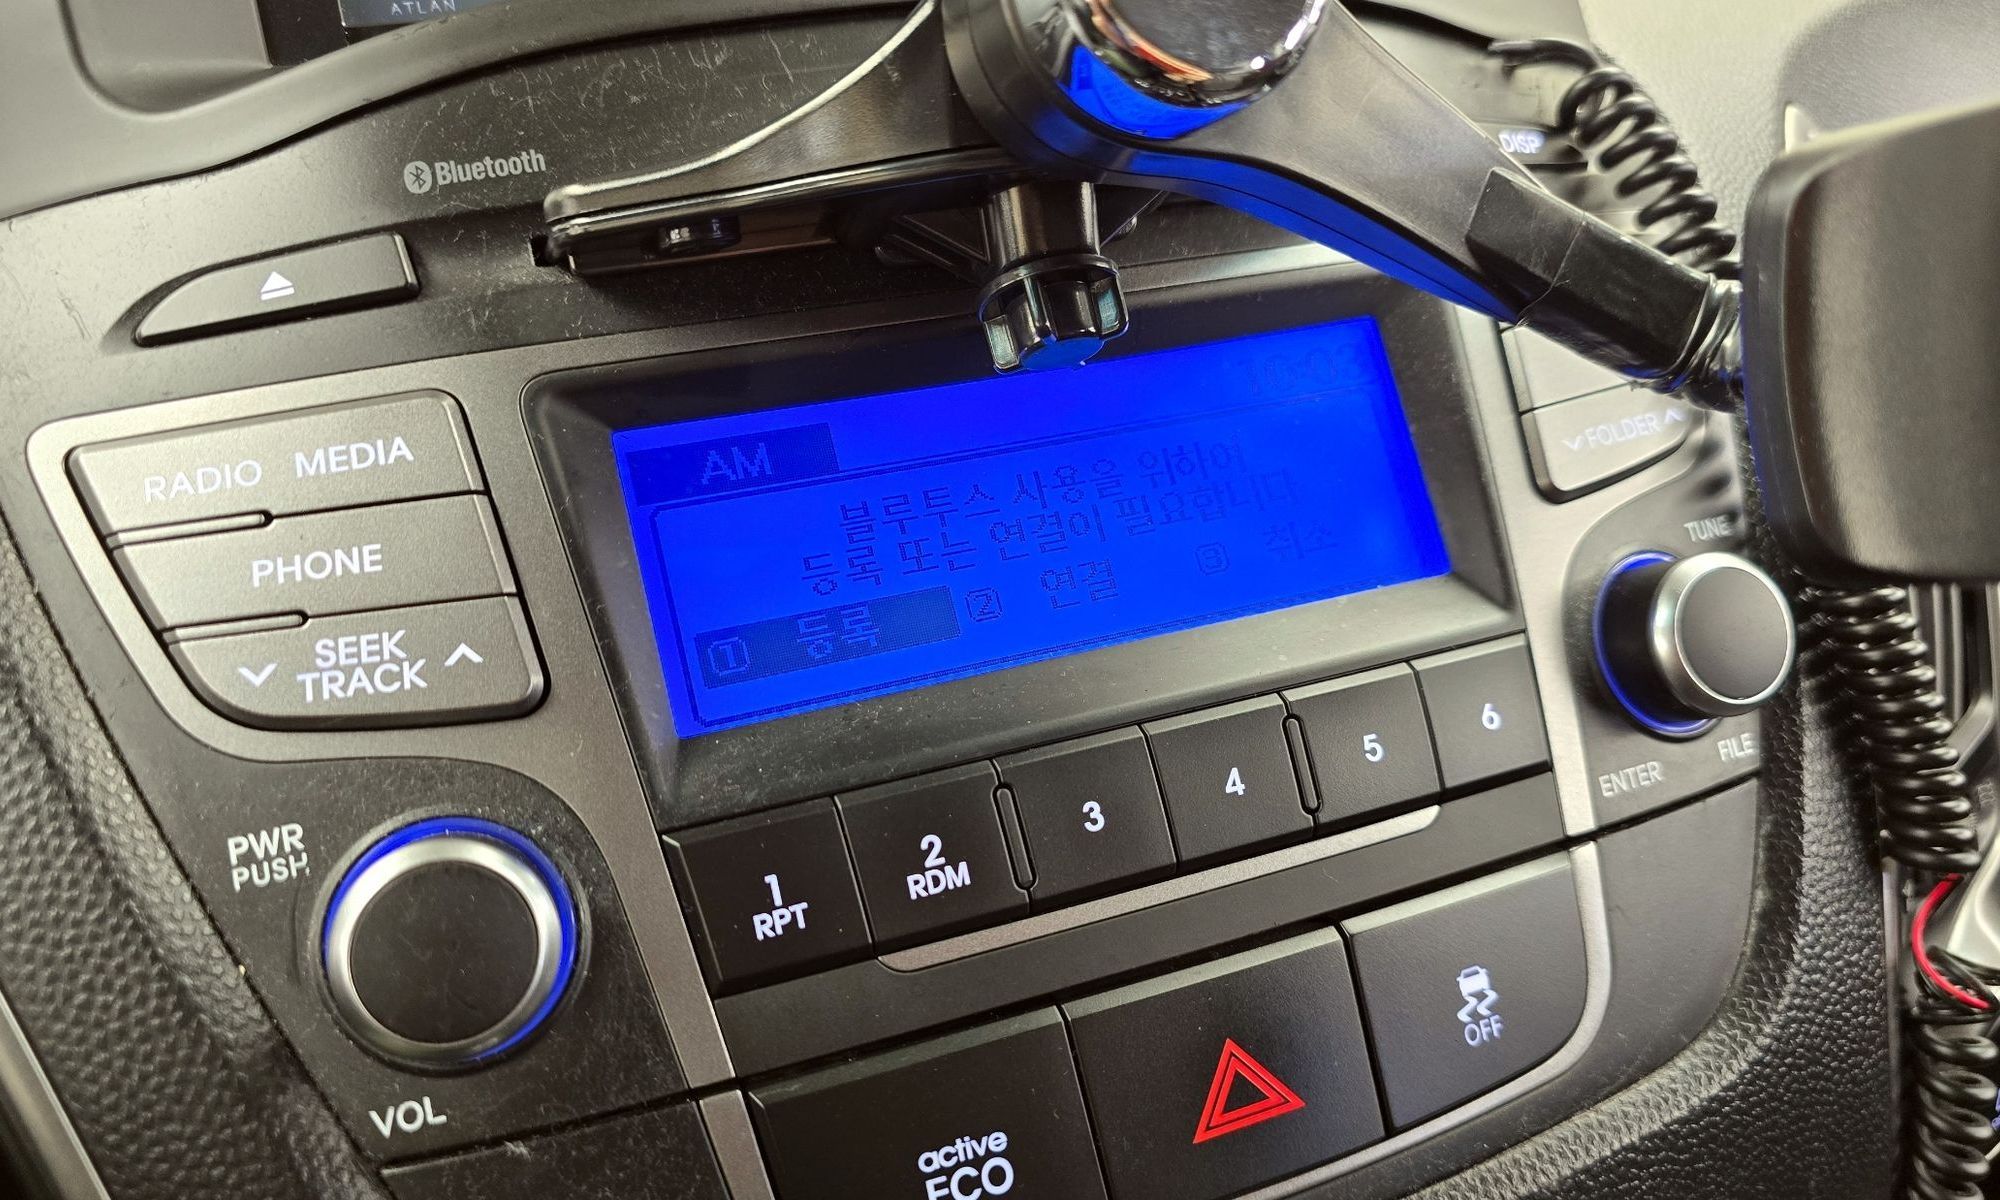 ATLAN
Bluetooth
DISP
RADIO MEDIA
PHONE
SEEK
TRACK
AM 10:03
블루투스 사용을 위하여
등록 또는 연결이 필요합니다
1 등록 2 연결 3 취소
FOLDER
TUNE
ENTER
FILE
PWR
PUSH
VOL
1
RPT
2
RDM
3
4
5
6
active
ECO
OFF